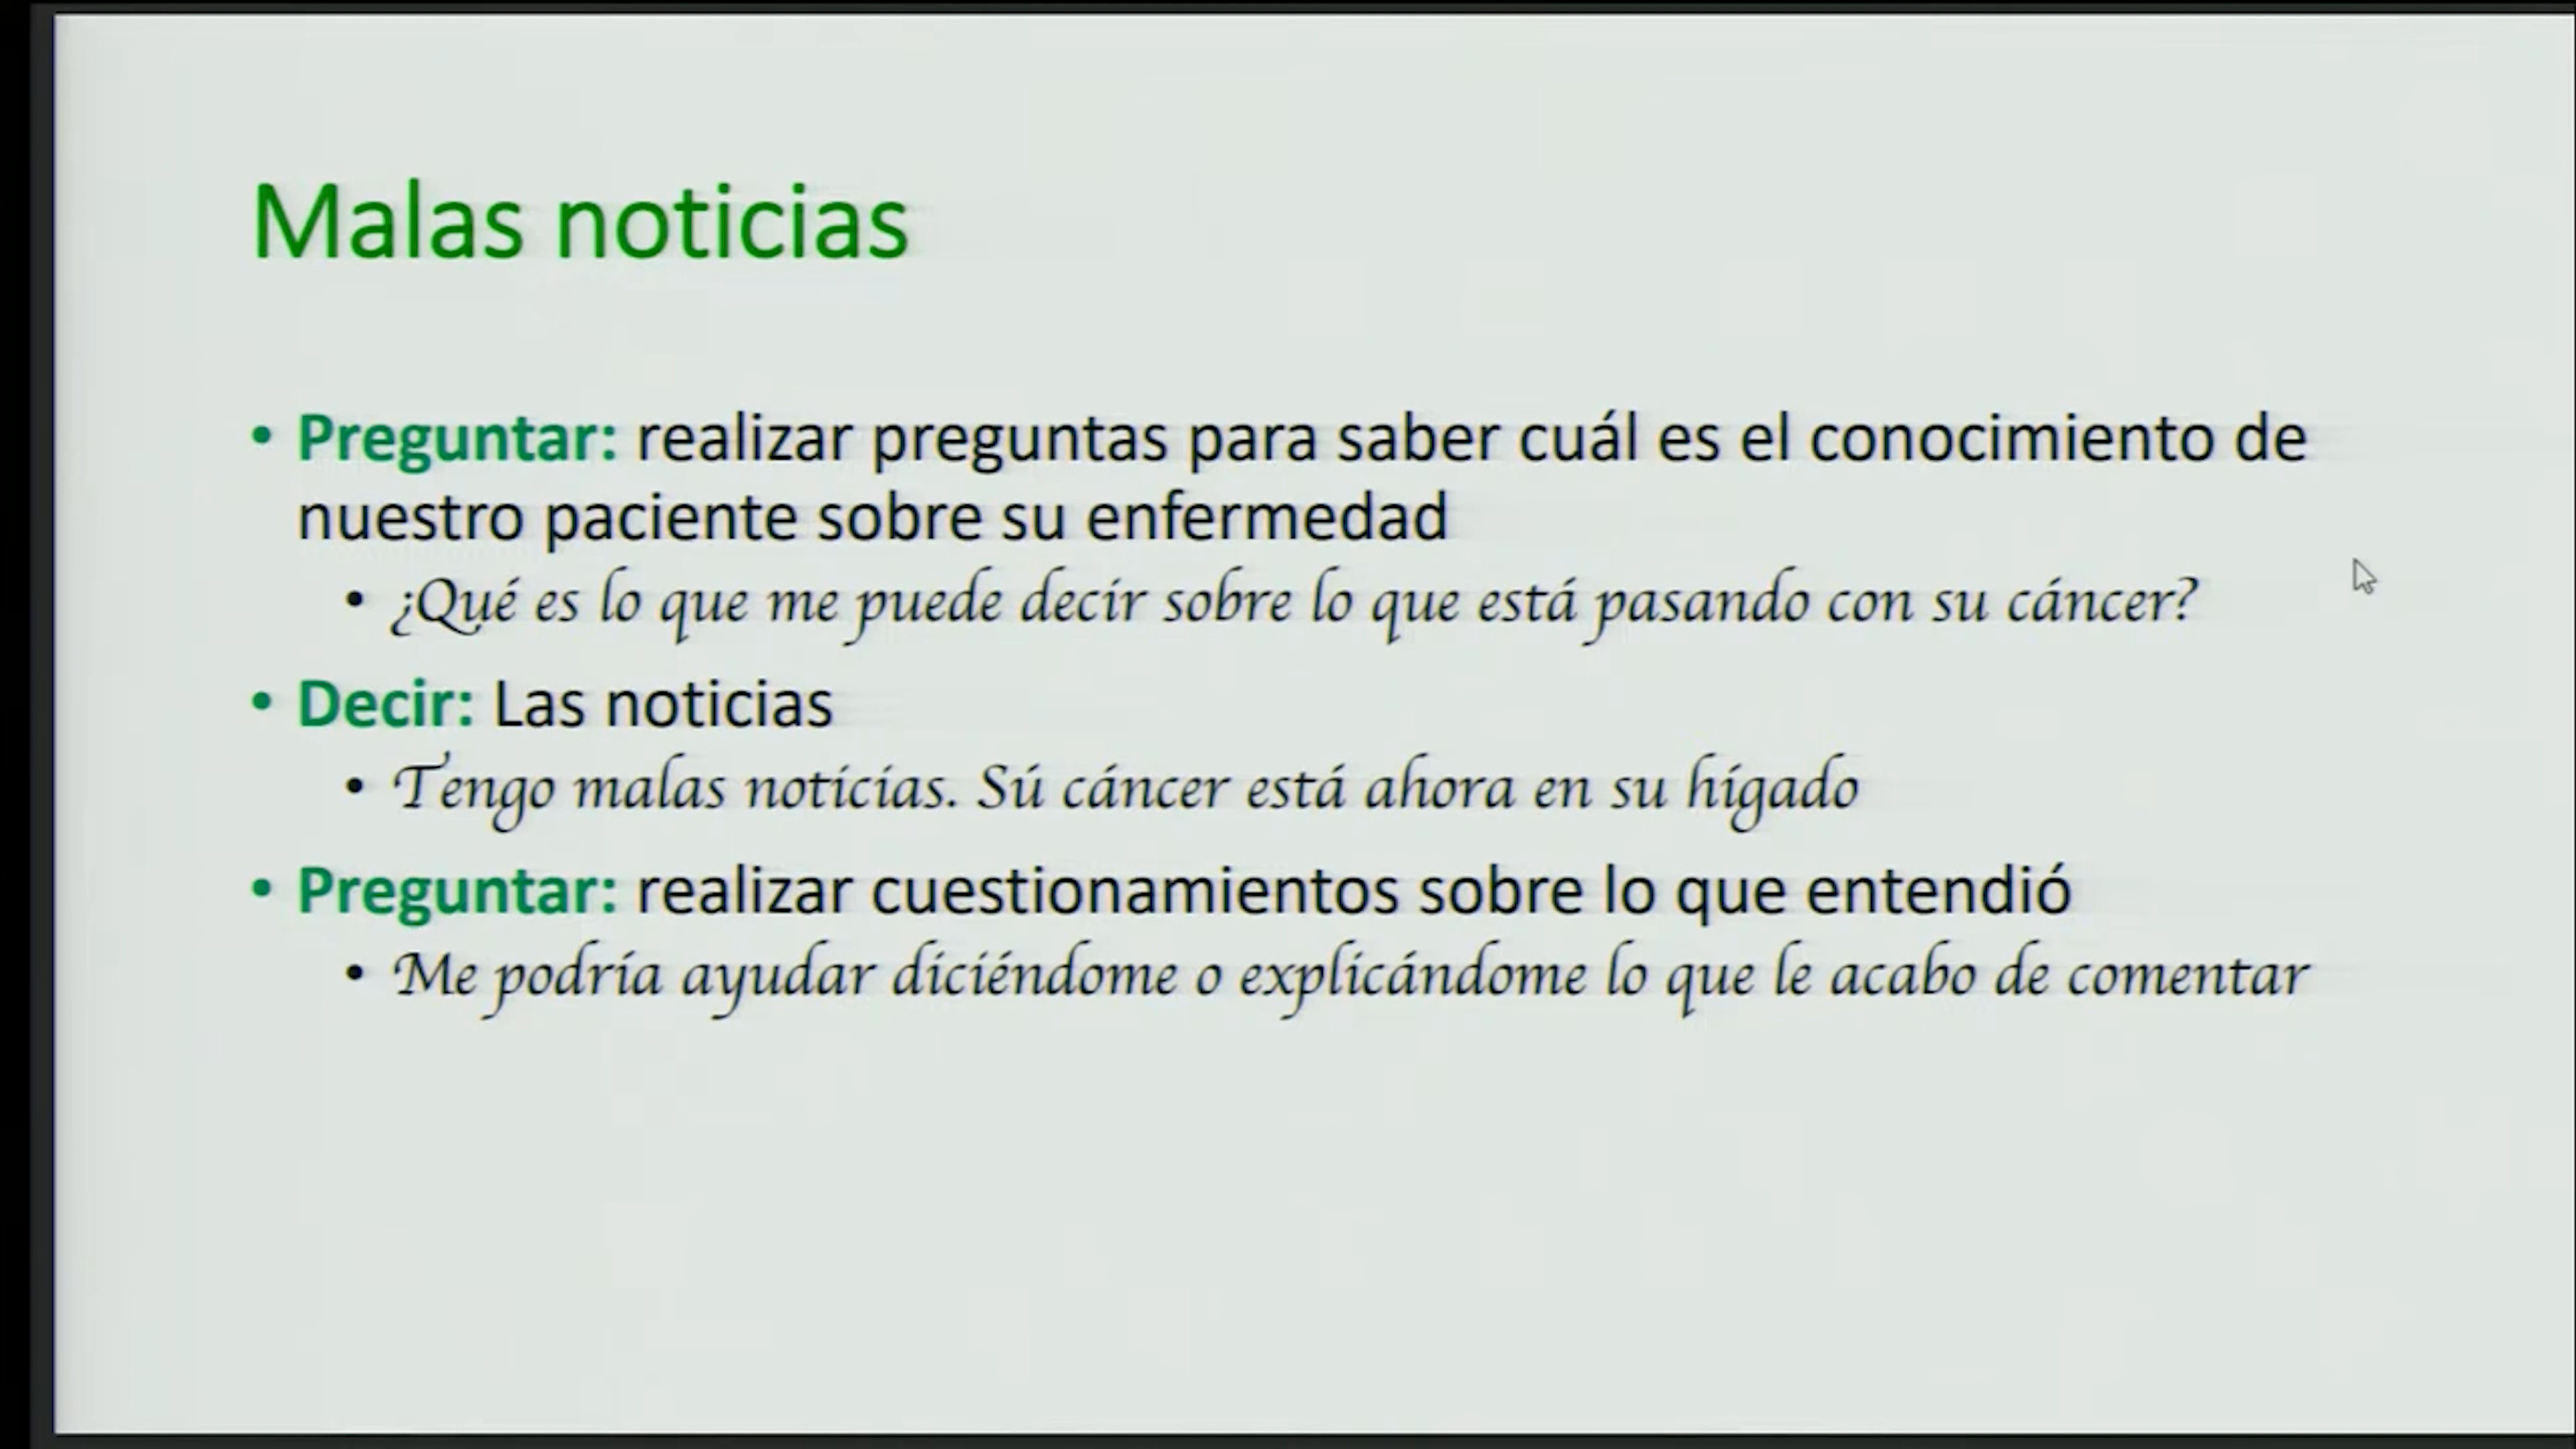 Malas noticias
• Preguntar: realizar preguntas para saber cuál es el conocimiento de
nuestro paciente sobre su enfermedad
• ¿Qué es lo que me puede decir sobre lo que está pasando con su cáncer?
• Decir: Las noticias
• Tengo malas noticias. Sú cáncer está ahora en su hígado
• Preguntar: realizar cuestionamientos sobre lo que entendió
• Me podría ayudar diciéndome o explicándome lo que le acabo de comentar